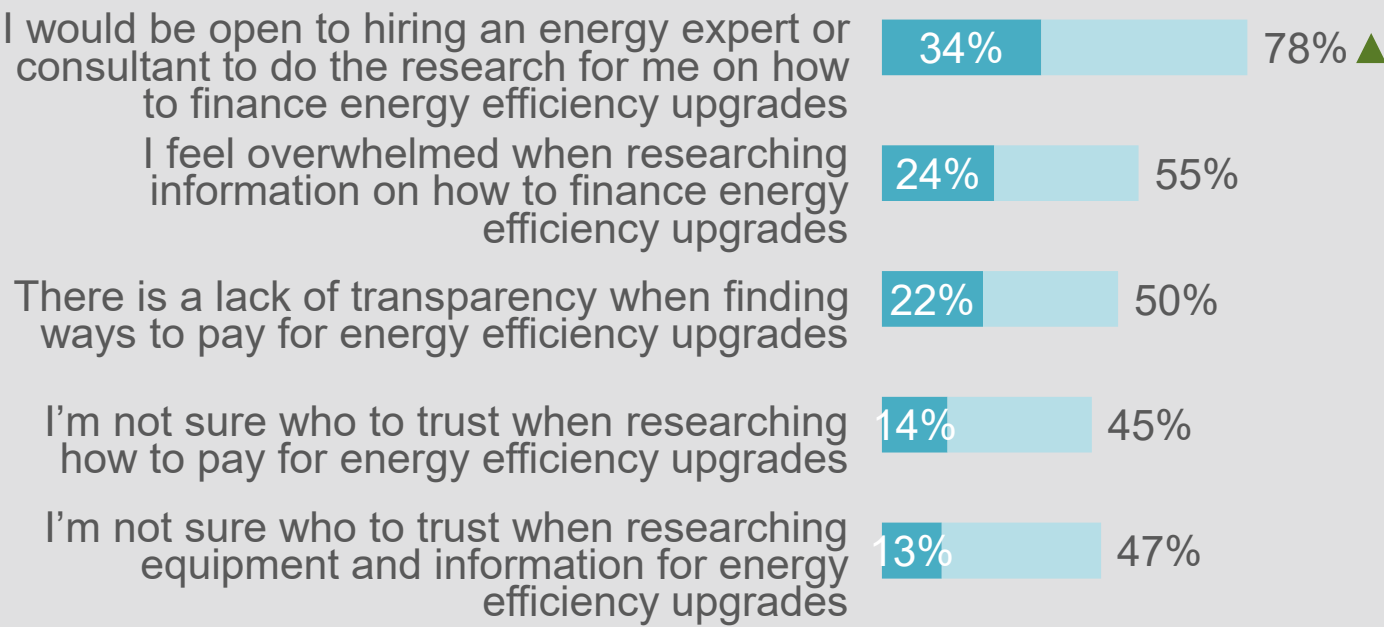 I would be open to hiring an energy expert or
consultant to do the research for me on how
to finance energy efficiency upgrades
34%
78%
I feel overwhelmed when researching
information on how to finance energy
efficiency upgrades
24%
55%
There is a lack of transparency when finding
ways to pay for energy efficiency upgrades
22%
50%
I’m not sure who to trust when researching
how to pay for energy efficiency upgrades
14%
45%
I’m not sure who to trust when researching
equipment and information for energy
efficiency upgrades
13%
47%